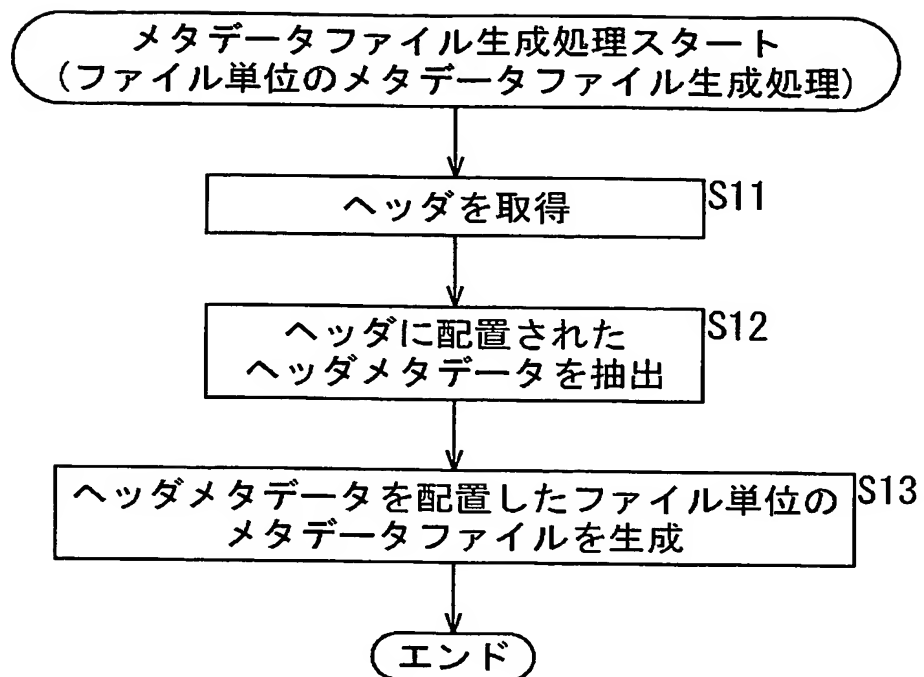 メタデータファイル生成処理スタート
(ファイル単位のメタデータファイル生成処理)
ヘッダを取得
S11
ヘッダに配置された
ヘッダメタデータを抽出
S12
ヘッダメタデータを配置したファイル単位の
メタデータファイルを生成
S13
エンド